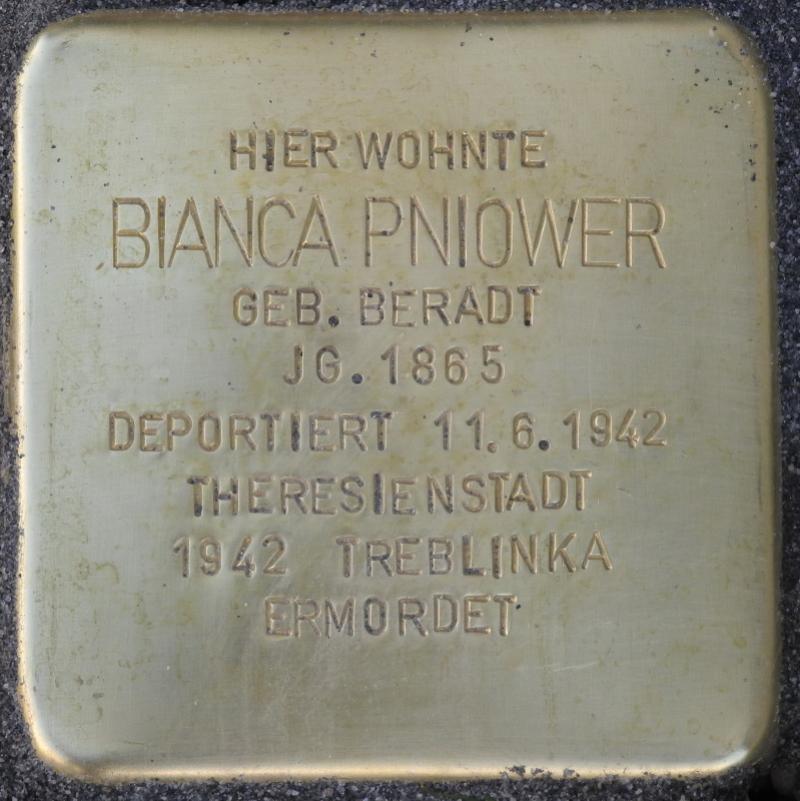 HIER WOHNTE
BIANCA PNIOWER
GEB. BERADT
JG. 1865
DEPORTIERT 11.6.1942
THERESIENSTADT
1942 TREBLINKA
ERMORDET